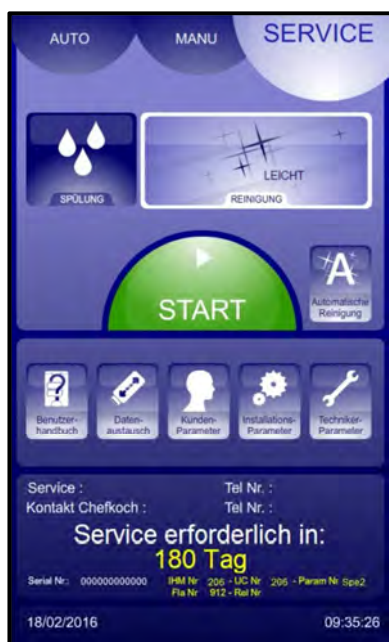 AUTO MANU SERVICE
SPÜLUNG
LEICHT
REINIGUNG
START
A
Automatische
Reinigung
?
Benutzer-
handbuch
Daten-
austausch
Kunden-
Parameter
Installations-
Parameter
Techniker-
Parameter
Service : Tel Nr. :
Kontakt Chefkoch : Tel Nr. :
Service erforderlich in:
180 Tag
Serial Nr.: 000000000000 IHM Nr 206 - UC Nr 206 - Param Nr Spe2
Fla Nr 912 - Rel Nr
18/02/2016 09:35:26